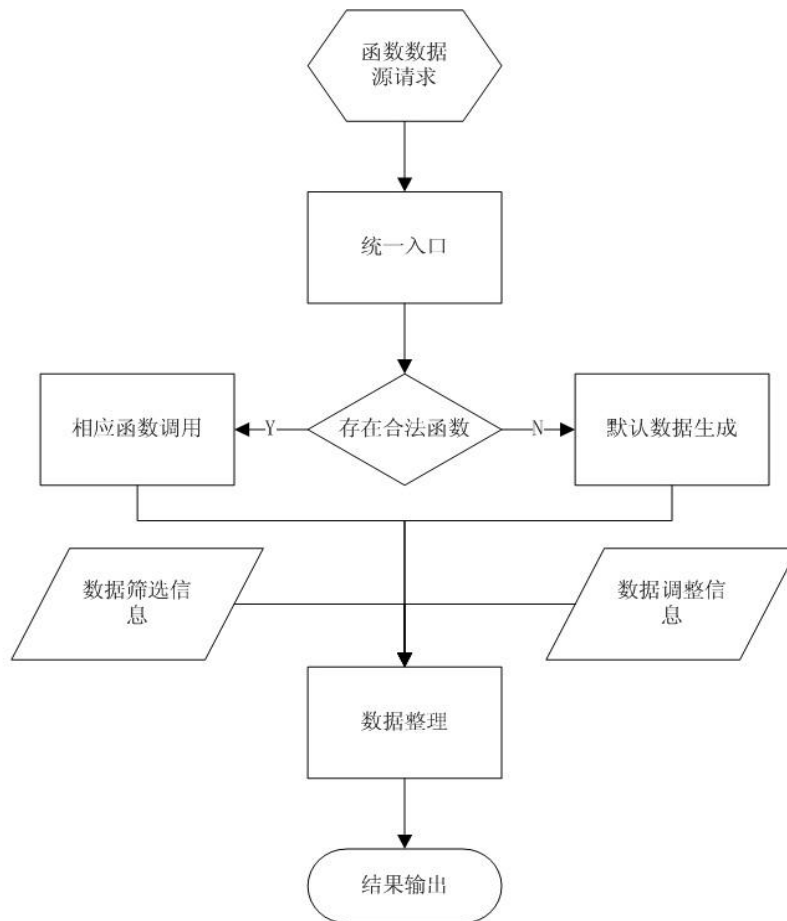 函数数据
源请求
统一入口
相应函数调用
Y
存在合法函数
N
默认数据生成
数据筛选信
息
数据调整信
息
数据整理
结果输出